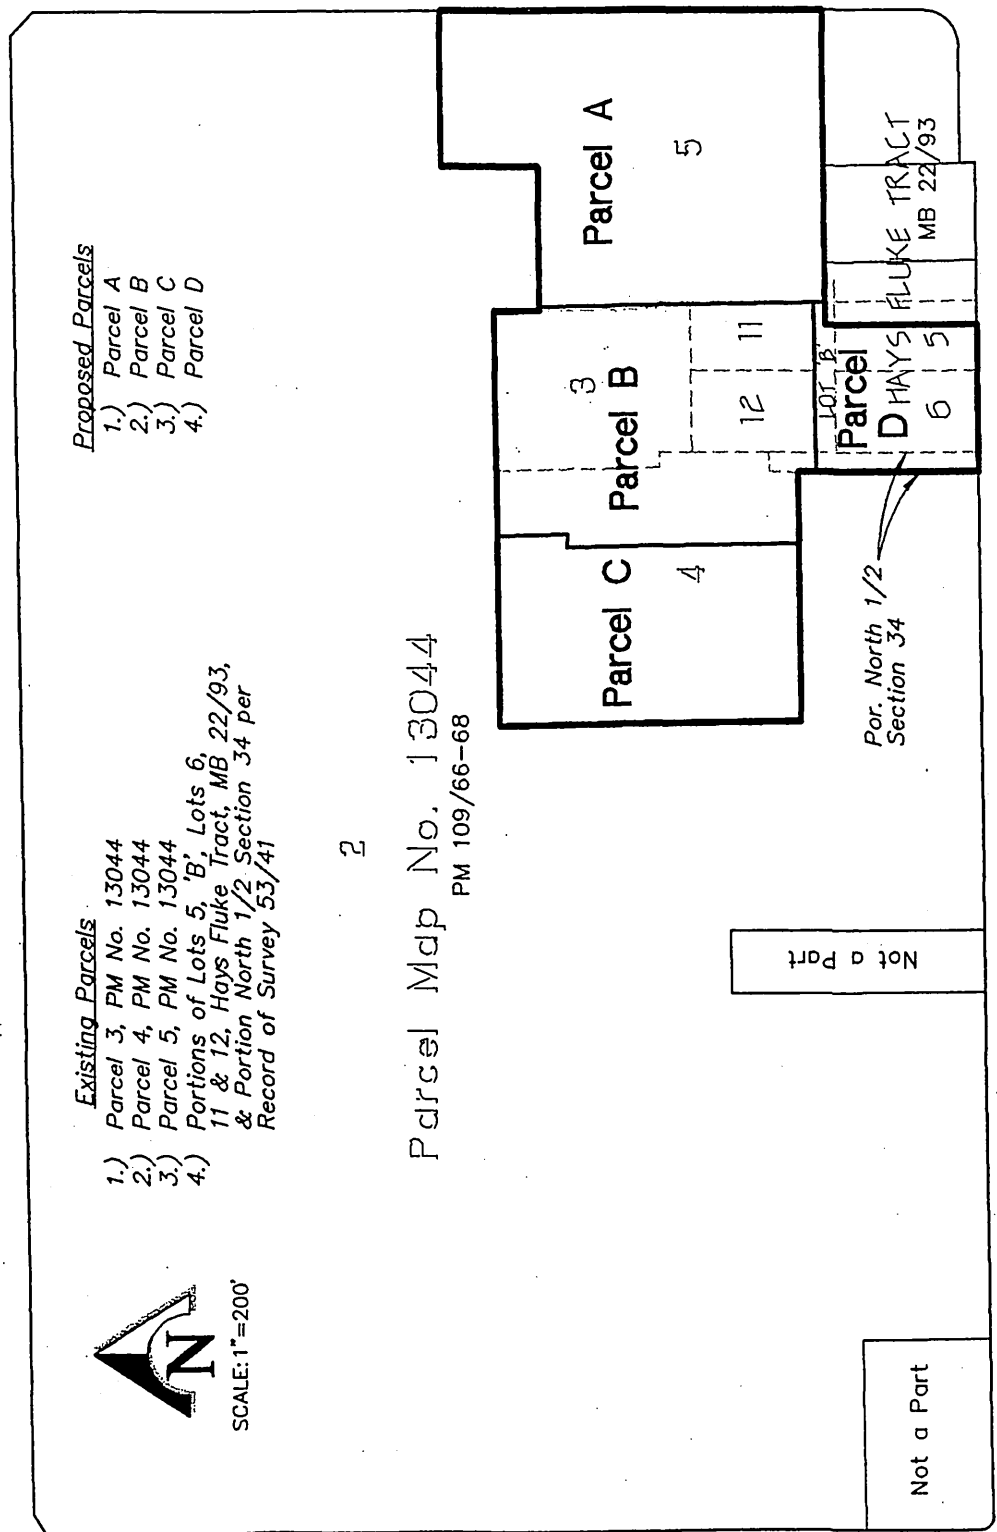 Existing Parcels
1.) Parcel 3, PM No. 13044
2.) Parcel 4, PM No. 13044
3.) Parcel 5, PM No. 13044
4.) Portions of Lots 5, 'B', Lots 6,
11 & 12, Hays Fluke Tract, MB 22/93,
& Portion North 1/2 Section 34 per
Record of Survey 53/41
Proposed Parcels
1.) Parcel A
2.) Parcel B
3.) Parcel C
4.) Parcel D
N
SCALE: 1"=200'
2
Parcel Map No. 13044
PM 109/66-68
Parcel C
4
3
Parcel B
12
11
Parcel A
5
LOT 'B'
Parcel
D
HAYS FLUKE TRACT
MB 22/93
6
5
Por. North 1/2
Section 34
Not a Part
Not a Part